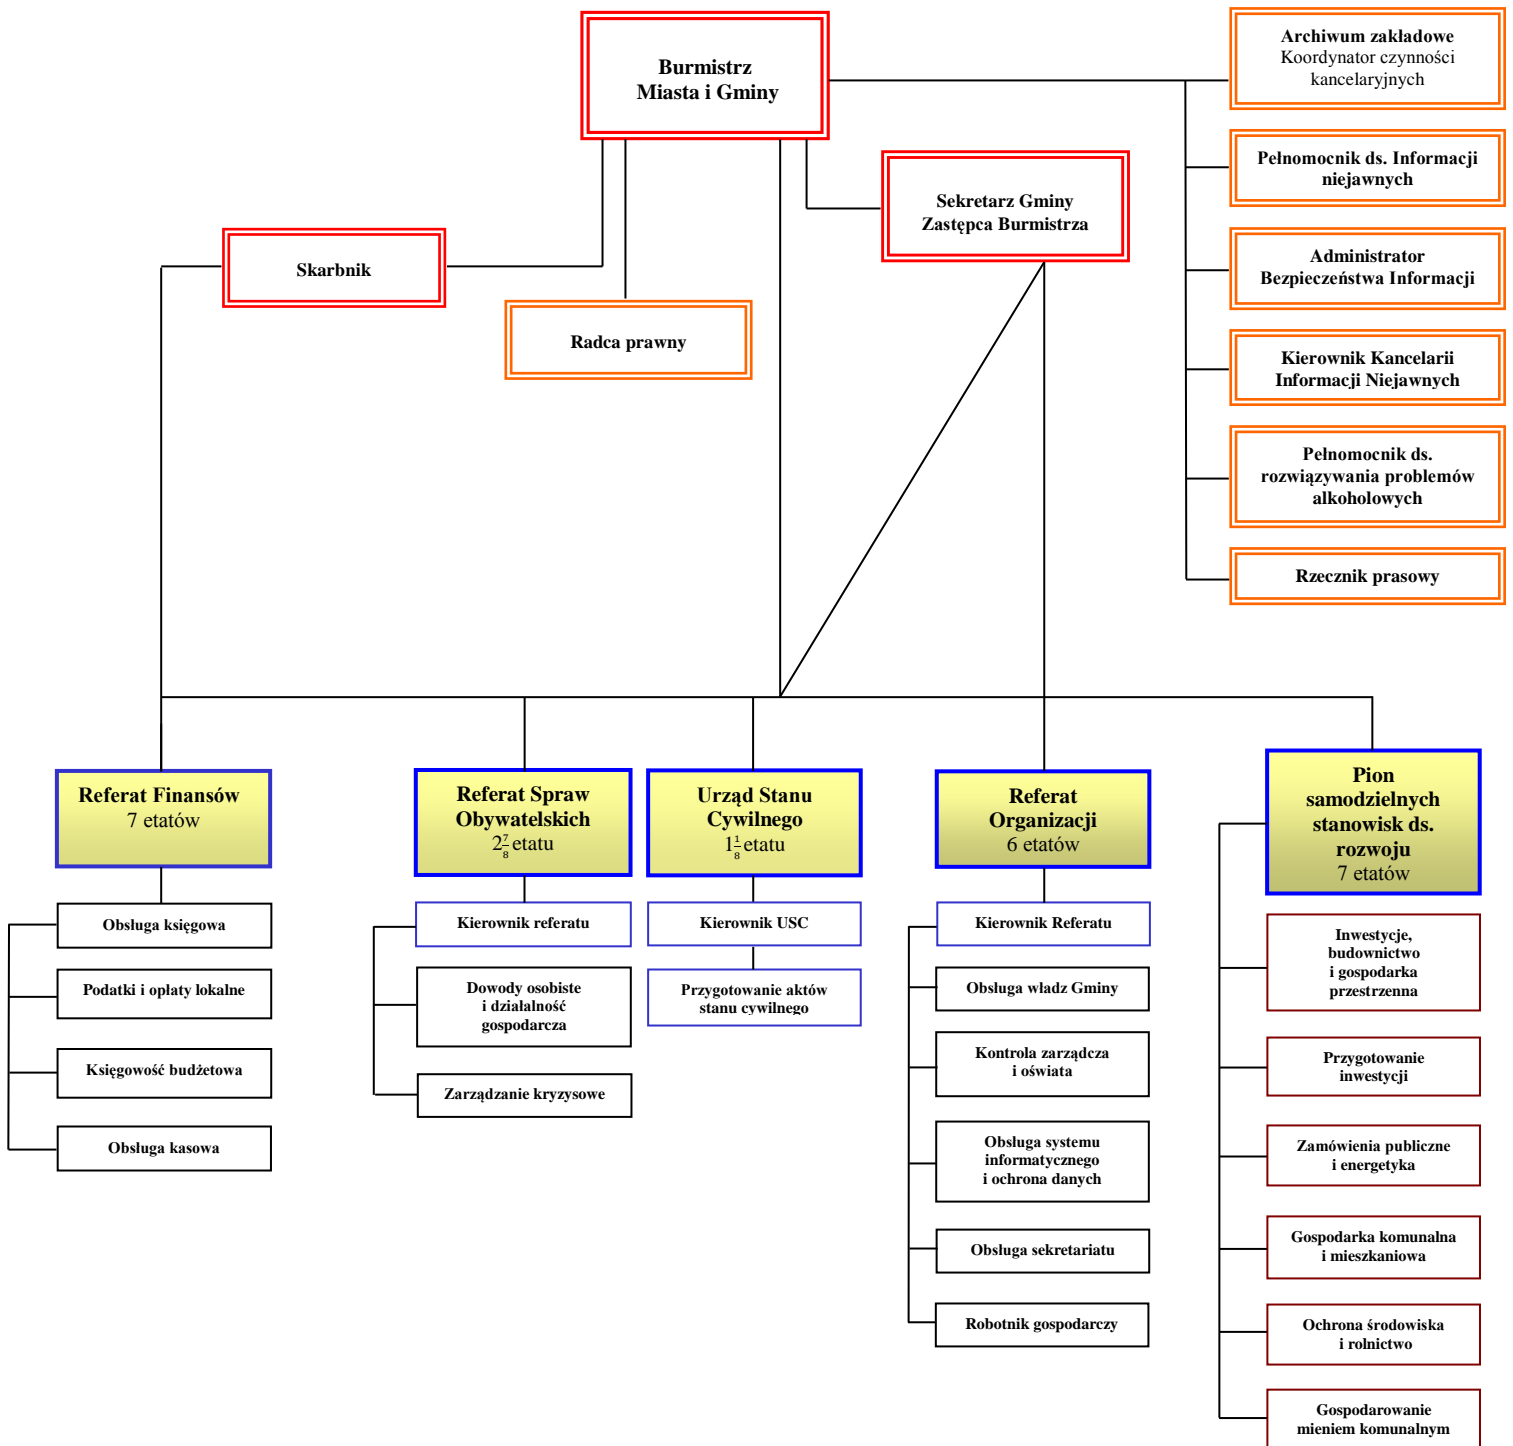 Burmistrz
Miasta i Gminy
Archiwum zakładowe
Koordynator czynności
kancelaryjnych
Pełnomocnik ds. Informacji
niejawnych
Sekretarz Gminy
Zastępca Burmistrza
Skarbnik
Administrator
Bezpieczeństwa Informacji
Radca prawny
Kierownik Kancelarii
Informacji Niejawnych
Pełnomocnik ds.
rozwiązywania problemów
alkoholowych
Rzecznik prasowy
Referat Finansów
7 etatów
Referat Spraw
Obywatelskich
2 7/8 etatu
Urząd Stanu
Cywilnego
1 1/8 etatu
Referat
Organizacji
6 etatów
Pion
samodzielnych
stanowisk ds.
rozwoju
7 etatów
Obsługa księgowa
Podatki i opłaty lokalne
Księgowość budżetowa
Obsługa kasowa
Kierownik referatu
Dowody osobiste
i działalność
gospodarcza
Zarządzanie kryzysowe
Kierownik USC
Przygotowanie aktów
stanu cywilnego
Kierownik Referatu
Obsługa władz Gminy
Kontrola zarządcza
i oświata
Obsługa systemu
informatycznego
i ochrona danych
Obsługa sekretariatu
Robotnik gospodarczy
Inwestycje,
budownictwo
i gospodarka
przestrzenna
Przygotowanie
inwestycji
Zamówienia publiczne
i energetyka
Gospodarka komunalna
i mieszkaniowa
Ochrona środowiska
i rolnictwo
Gospodarowanie
mieniem komunalnym